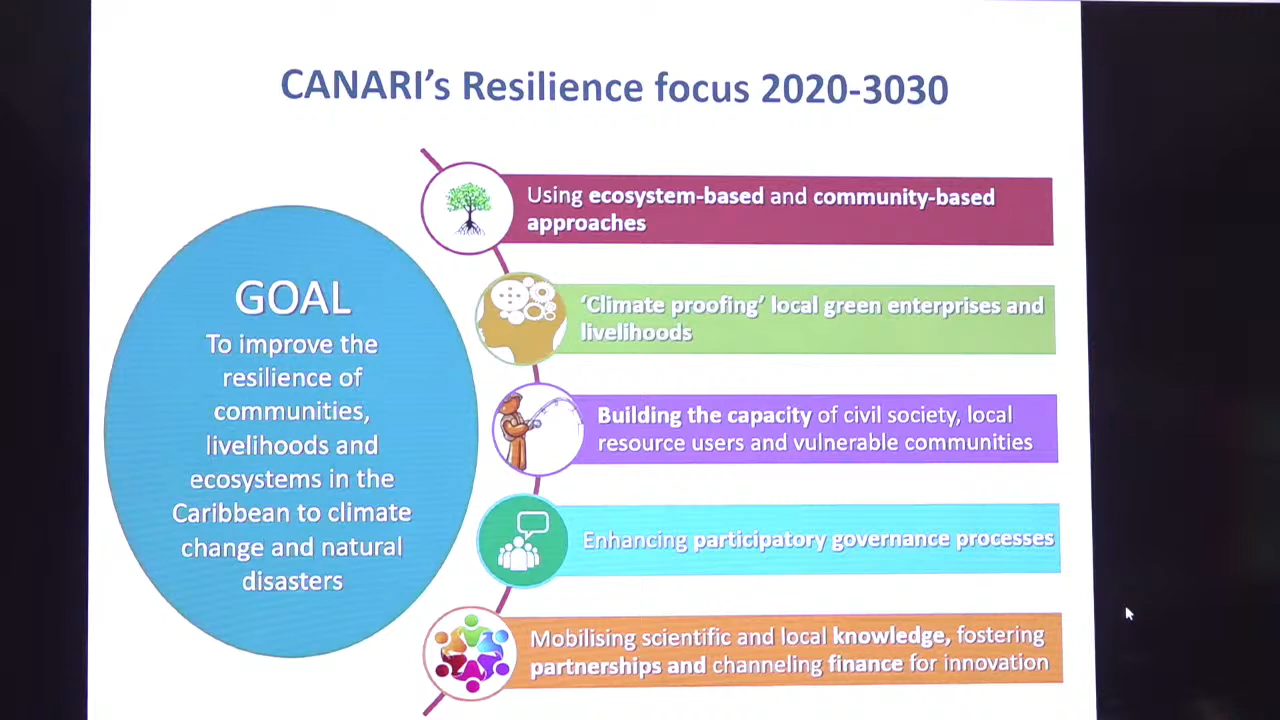 CANARI's Resilience focus 2020-3030
GOAL
To improve the
resilience of
communities,
livelihoods and
ecosystems in the
Caribbean to climate
change and natural
disasters
Using ecosystem-based and community-based
approaches
‘Climate proofing’ local green enterprises and
livelihoods
Building the capacity of civil society, local
resource users and vulnerable communities
Enhancing participatory governance processes
Mobilising scientific and local knowledge, fostering
partnerships and channeling finance for innovation